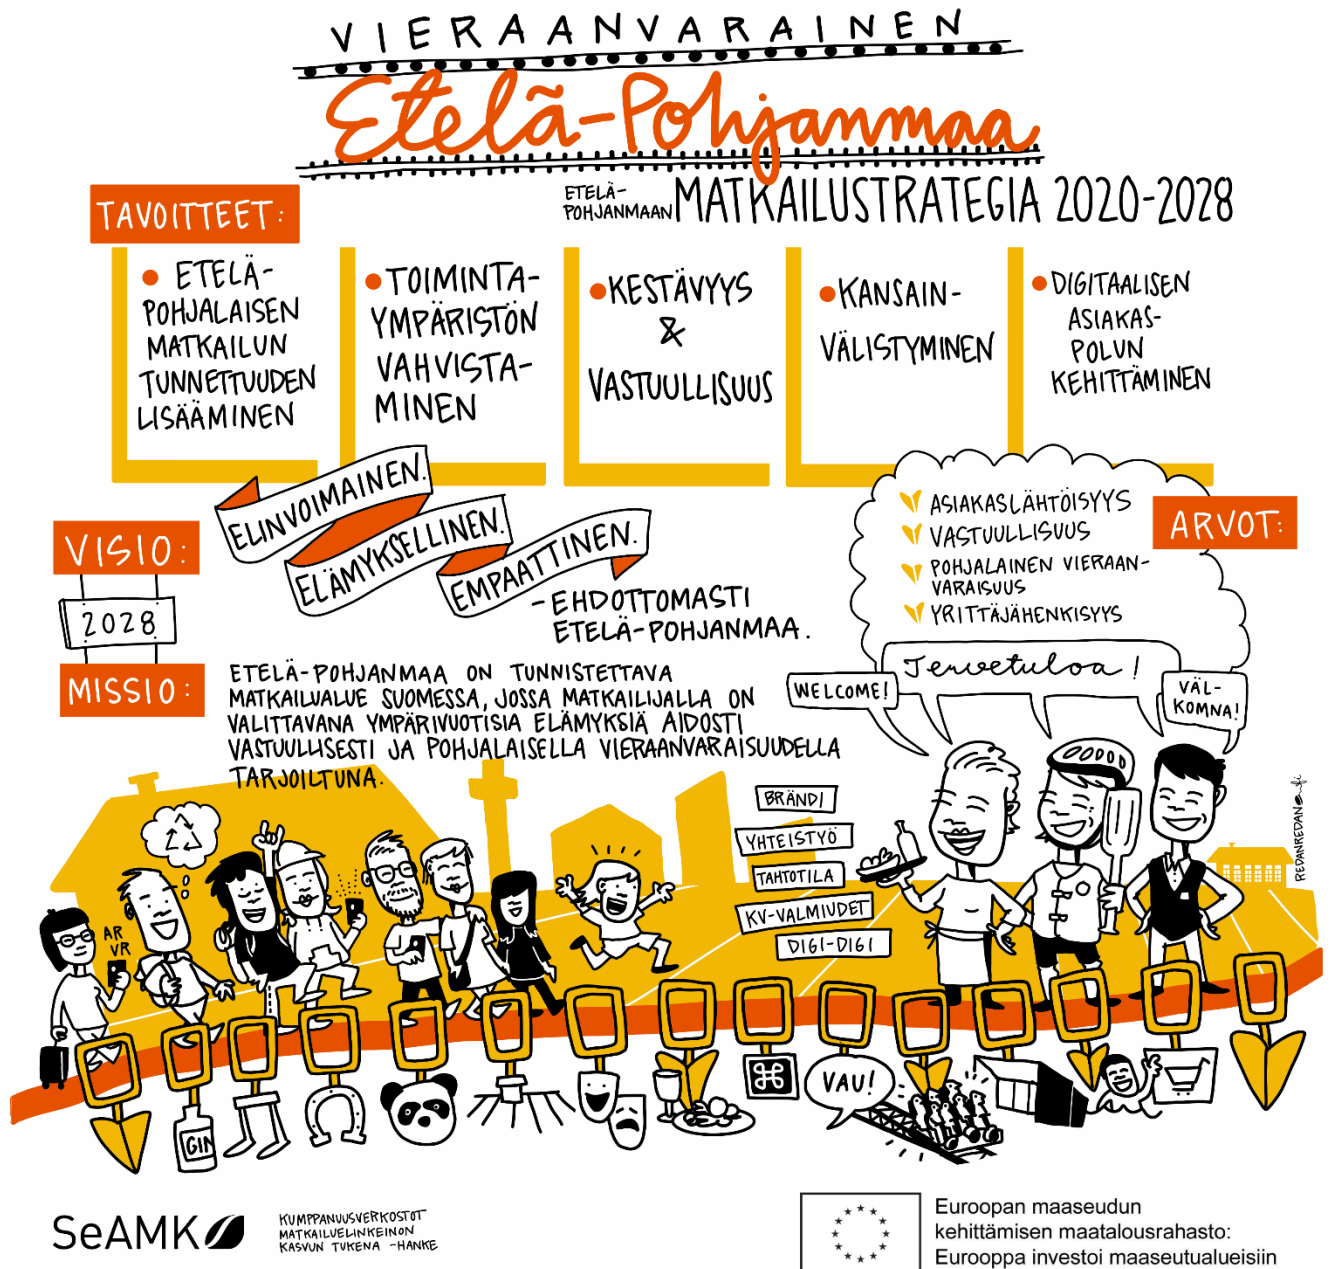 VIERAANVARAINEN
Etelä-Pohjanmaa
ETELÄ-
POHJANMAAN MATKAILUSTRATEGIA 2020-2028
TAVOITTEET:
• ETELÄ-
POHJALAISEN
MATKAILUN
TUNNETTUUDEN
LISÄÄMINEN
• TOIMINTA-
YMPÄRISTÖN
VAHVISTA-
MINEN
• KESTÄVYYS
&
VASTUULLISUUS
• KANSAIN-
VÄLISTYMINEN
• DIGITAALISEN
ASIAKAS-
POLUN
KEHITTÄMINEN
VISIO:
2028
ELINVOIMAINEN.
ELÄMYKSELLINEN.
EMPAATTINEN.
-EHDOTTOMASTI
ETELÄ-POHJANMAA.
ARVOT:
ASIAKASLÄHTÖISYYS
VASTUULLISUUS
POHJALAINEN VIERAAN-
VARAISUUS
YRITTÄJÄHENKISYYS
MISSIO:
ETELÄ-POHJANMAA ON TUNNISTETTAVA
MATKAILUALUE SUOMESSA, JOSSA MATKAILIJALLA ON
VALITTAVANA YMPÄRIVUOTISIA ELÄMYKSIÄ AIDOSTI
VASTUULLISESTI JA POHJALAISELLA VIERAANVARAISUUDELLA
TARJOILTUNA.
WELCOME!
Tervetuloa!
VÄL-
KOMNA!
BRÄNDI
YHTEISTYÖ
TAHTOTILA
KV-VALMIUDET
DIGI-DIGI
AR
VR
REDANREDAN.fi
GIN
VAU!
SeAMK
KUMPPANUUSVERKOSTOT
MATKAILUELINKEINON
KASVUN TUKENA -HANKE
Euroopan maaseudun
kehittämisen maatalousrahasto:
Eurooppa investoi maaseutualueisiin